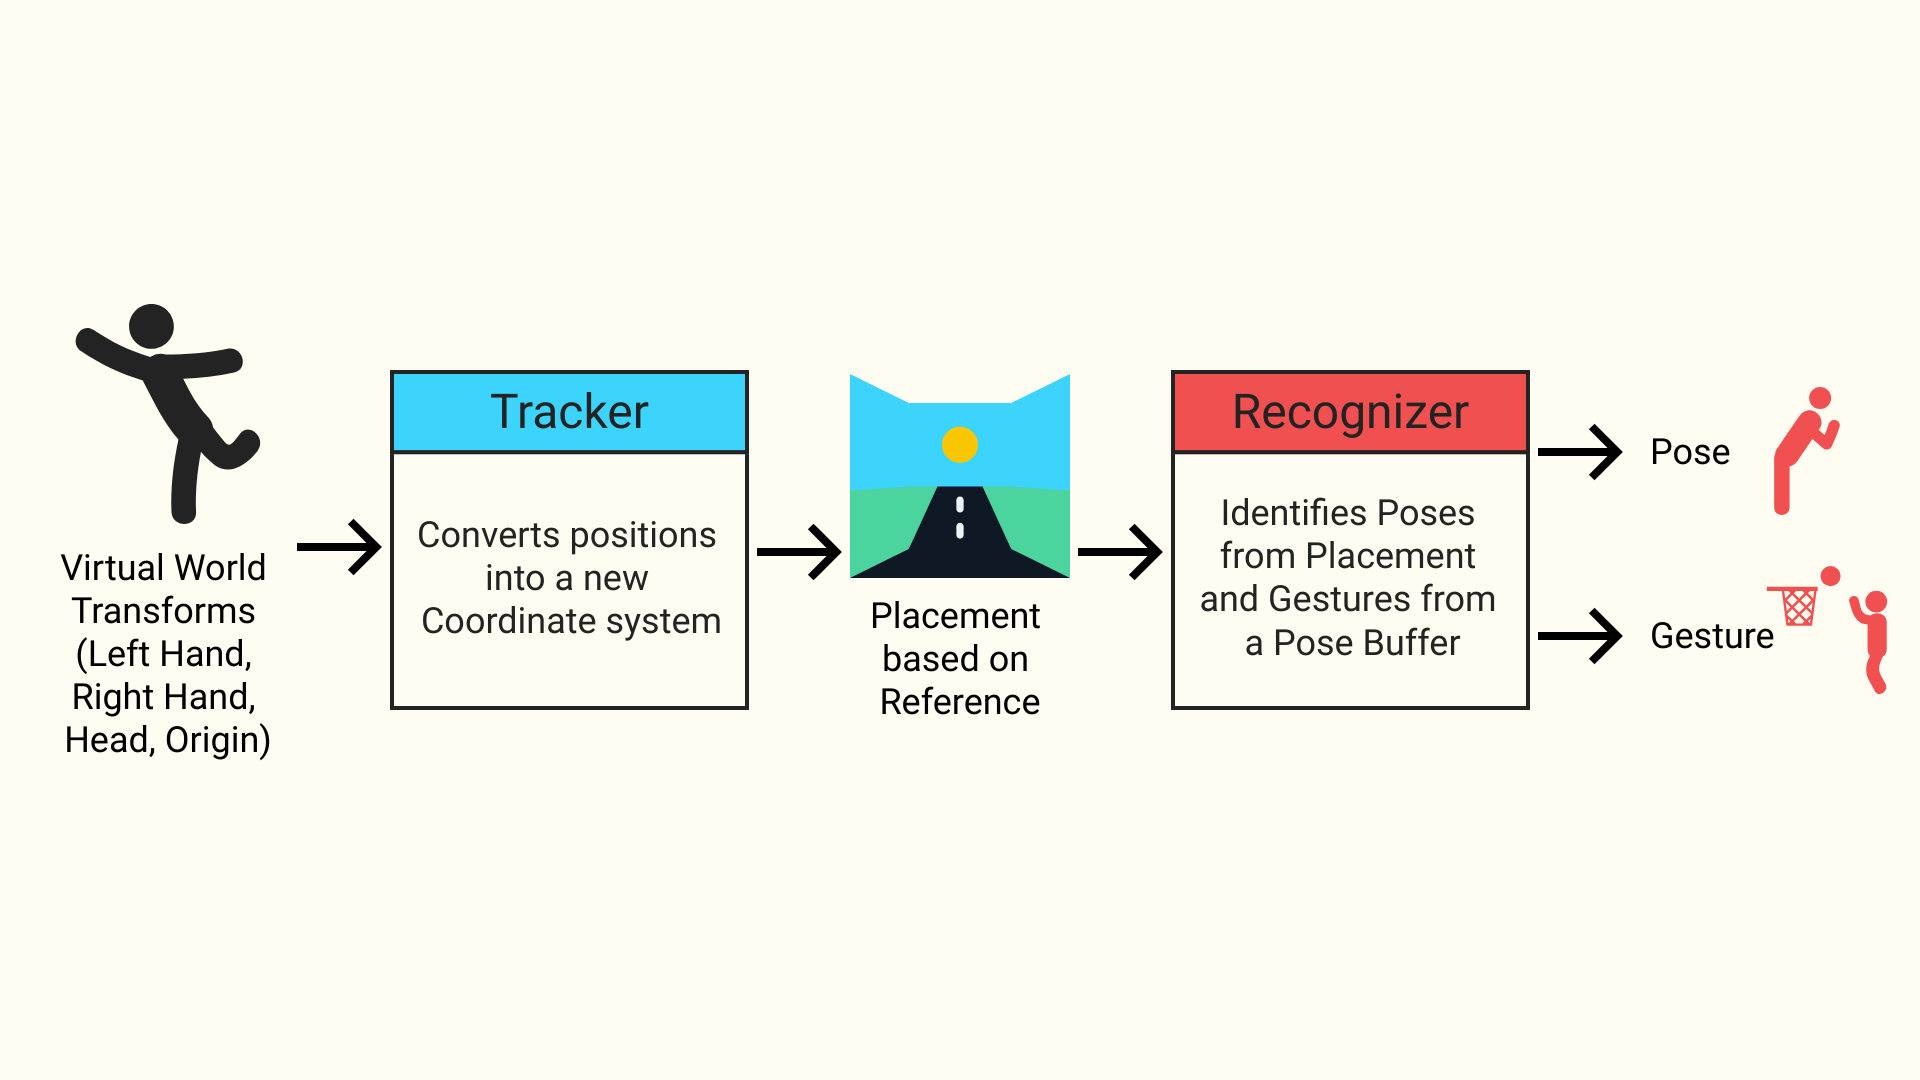 Virtual World
Transforms
(Left Hand,
Right Hand,
Head, Origin)
Tracker
Converts positions
into a new
Coordinate system
Placement
based on
Reference
Recognizer
Identifies Poses
from Placement
and Gestures from
a Pose Buffer
Pose
Gesture